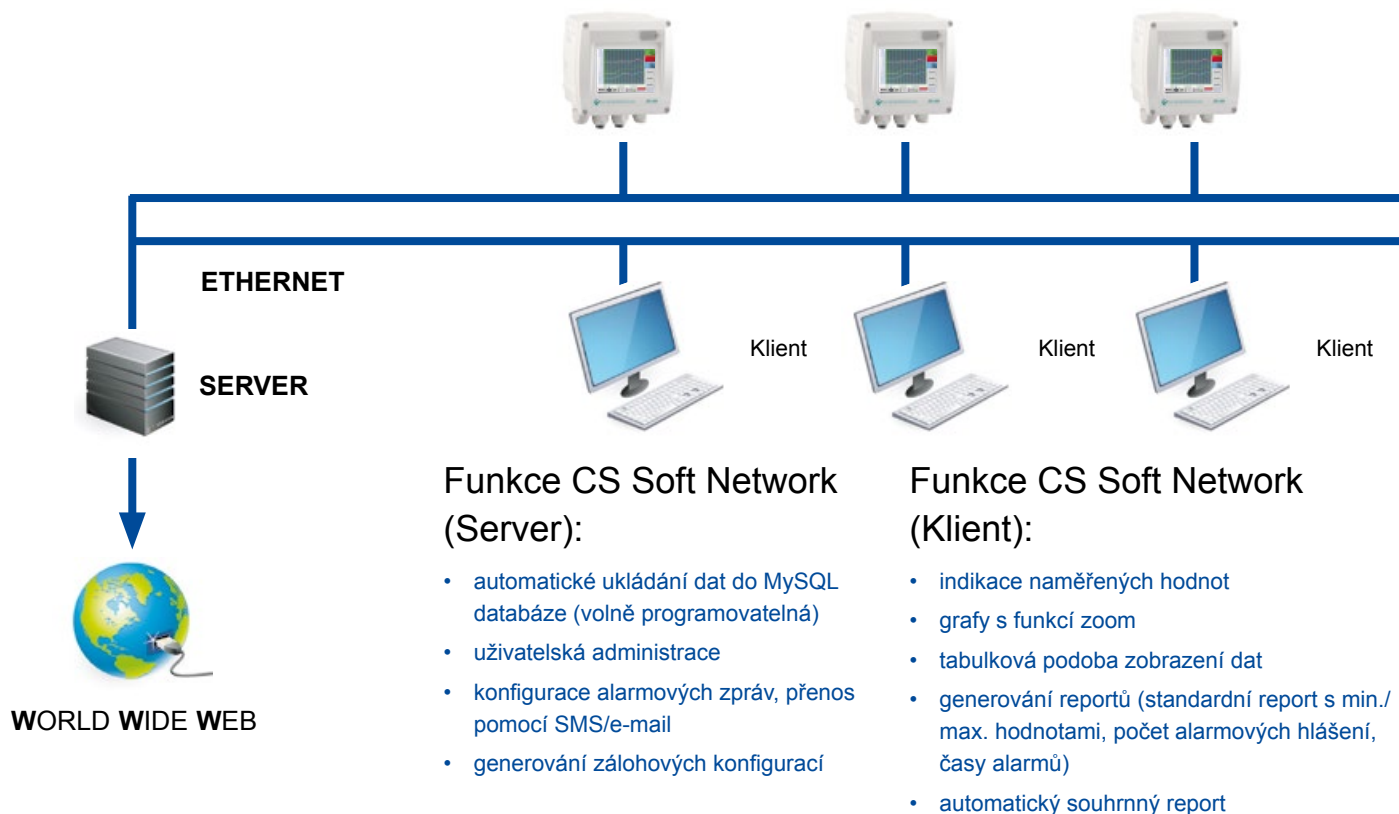 ETHERNET
SERVER
Klient
Klient
Klient
WORLD WIDE WEB
Funkce CS Soft Network
(Server):
• automatické ukládání dat do MySQL
databáze (volně programovatelná)
• uživatelská administrace
• konfigurace alarmových zpráv, přenos
pomocí SMS/e-mail
• generování zálohových konfigurací
Funkce CS Soft Network
(Klient):
• indikace naměřených hodnot
• grafy s funkcí zoom
• tabulková podoba zobrazení dat
• generování reportů (standardní report s min./
max. hodnotami, počet alarmových hlášení,
časy alarmů)
• automatický souhrnný report